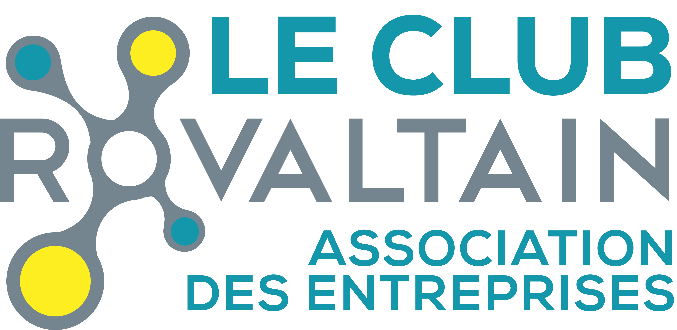 LE CLUB
ROVALTAIN
ASSOCIATION
DES ENTREPRISES